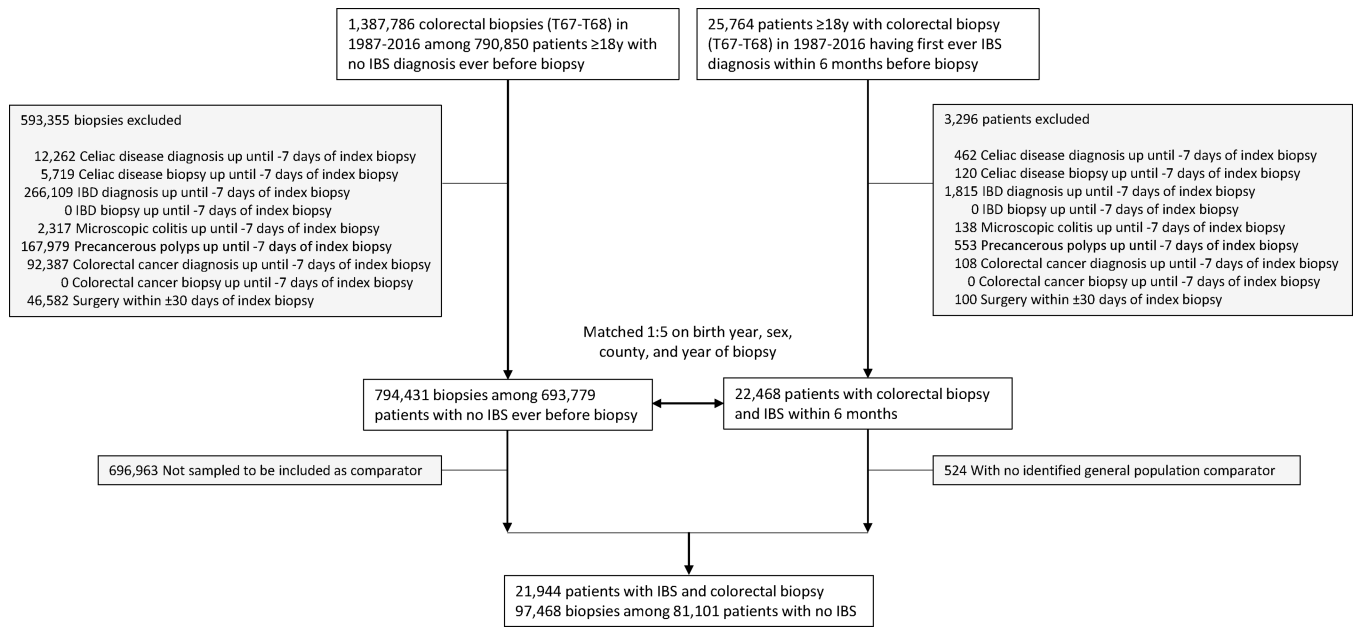 1,387,786 colorectal biopsies (T67-T68) in
1987-2016 among 790,850 patients ≥18y with
no IBS diagnosis ever before biopsy
25,764 patients ≥18y with colorectal biopsy
(T67-T68) in 1987-2016 having first ever IBS
diagnosis within 6 months before biopsy
593,355 biopsies excluded
12,262 Celiac disease diagnosis up until -7 days of index biopsy
5,719 Celiac disease biopsy up until -7 days of index biopsy
266,109 IBD diagnosis up until -7 days of index biopsy
0 IBD biopsy up until -7 days of index biopsy
2,317 Microscopic colitis up until -7 days of index biopsy
167,979 Precancerous polyps up until -7 days of index biopsy
92,387 Colorectal cancer diagnosis up until -7 days of index biopsy
0 Colorectal cancer biopsy up until -7 days of index biopsy
46,582 Surgery within ±30 days of index biopsy
3,296 patients excluded
462 Celiac disease diagnosis up until -7 days of index biopsy
120 Celiac disease biopsy up until -7 days of index biopsy
1,815 IBD diagnosis up until -7 days of index biopsy
0 IBD biopsy up until -7 days of index biopsy
138 Microscopic colitis up until -7 days of index biopsy
553 Precancerous polyps up until -7 days of index biopsy
108 Colorectal cancer diagnosis up until -7 days of index biopsy
0 Colorectal cancer biopsy up until -7 days of index biopsy
100 Surgery within ±30 days of index biopsy
Matched 1:5 on birth year, sex,
county, and year of biopsy
794,431 biopsies among 693,779
patients with no IBS ever before biopsy
22,468 patients with colorectal biopsy
and IBS within 6 months
696,963 Not sampled to be included as comparator
524 With no identified general population comparator
21,944 patients with IBS and colorectal biopsy
97,468 biopsies among 81,101 patients with no IBS